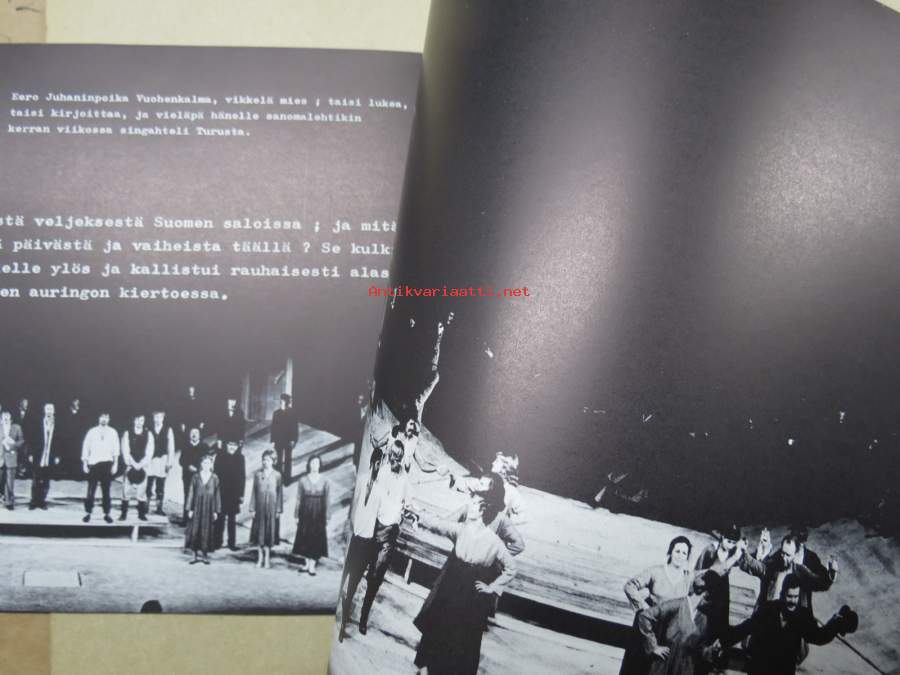 Eero Juhaninpoika Vuohenkalma, vikkelä mies ; taisi lukea,
taisi kirjoittaa, ja vieläpä hänelle sanomalehtikin
kerran viikossa singahteli Turusta.
stä veljeksestä Suomen saloissa ; ja mitä
päivästä ja vaiheista täällä ? Se kulk
elle ylös ja kallistui rauhaisesti alas
en auringon kiertoessa.
Antikvariaatti.net